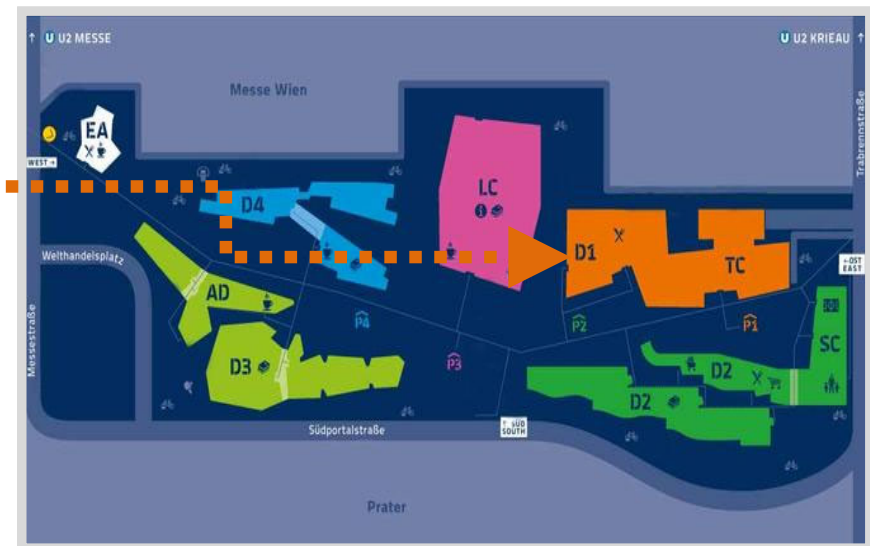 ↑ U U2 MESSE
U U2 KRIEAU ↑
Messe Wien
Trabrennstraße
EA
WEST →
LC
D4
D1
TC
Welthandelsplatz
← OST
EAST
AD
P4
P2
P1
Messestraße
P3
SC
D3
D2
D2
Südportalstraße
↑ SÜD
SOUTH
Prater